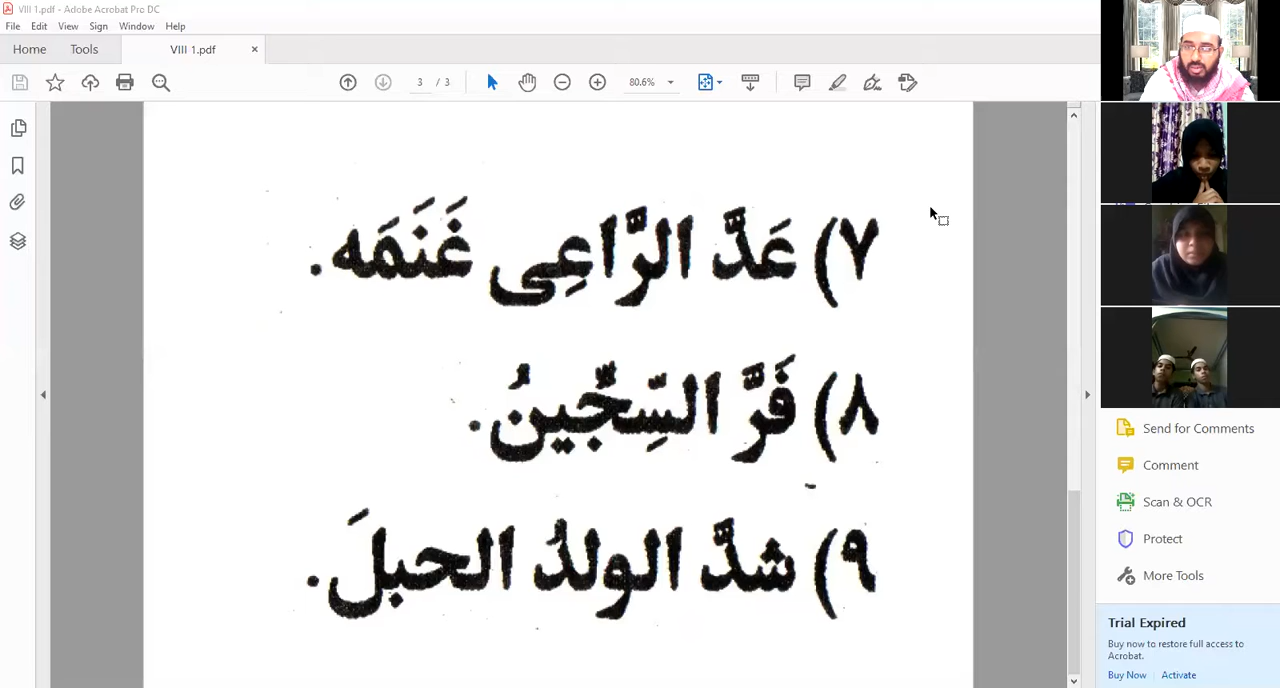 VIII 1.pdf - Adobe Acrobat Pro DC
File Edit View Sign Window Help
Home Tools VIII 1.pdf ×
3 / 3 80.6%
٧) عَدَّ الرَّاعِى غَنَمَه.
٨) فَرَّ السِّجِّينُ.
٩) شدَّ الولدُ الحبلَ.
Send for Comments
Comment
Scan & OCR
Protect
More Tools
Trial Expired
Buy now to restore full access to
Acrobat.
Buy Now Activate